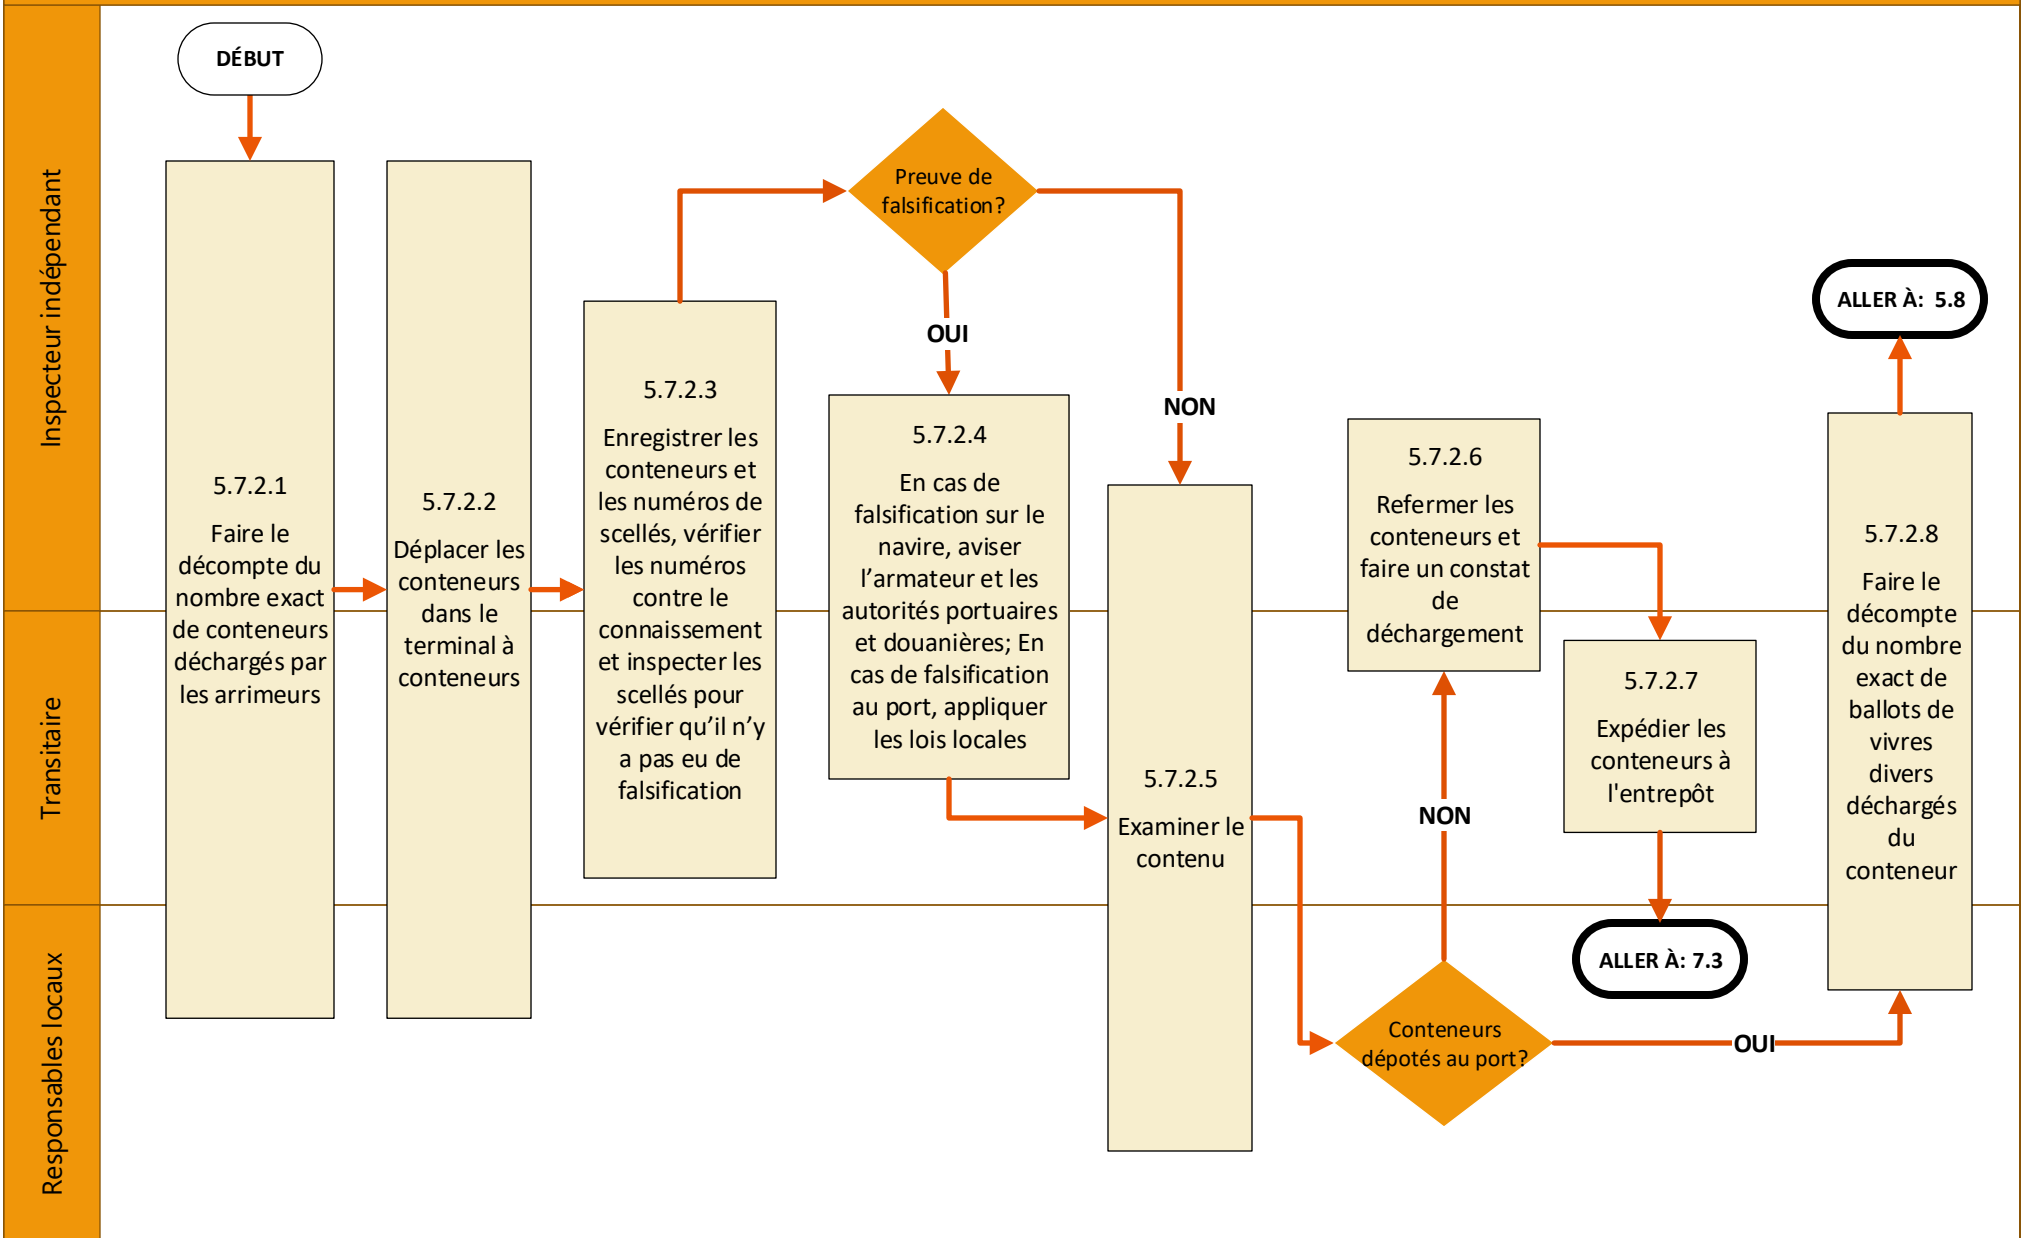 Inspecteur indépendant
Transitaire
Responsables locaux
DÉBUT
5.7.2.1
Faire le
décompte du
nombre exact
de conteneurs
déchargés par
les arrimeurs
5.7.2.2
Déplacer les
conteneurs
dans le
terminal à
conteneurs
5.7.2.3
Enregistrer les
conteneurs et
les numéros de
scellés, vérifier
les numéros
contre le
connaissement
et inspecter les
scellés pour
vérifier qu’il n’y
a pas eu de
falsification
Preuve de
falsification?
OUI
NON
5.7.2.4
En cas de
falsification sur le
navire, aviser
l’armateur et les
autorités portuaires
et douanières; En
cas de falsification
au port, appliquer
les lois locales
5.7.2.5
Examiner le
contenu
Conteneurs
dépotés au port?
NON
OUI
5.7.2.6
Refermer les
conteneurs et
faire un constat
de
déchargement
5.7.2.7
Expédier les
conteneurs à
l'entrepôt
ALLER À: 7.3
5.7.2.8
Faire le
décompte
du nombre
exact de
ballots de
vivres
divers
déchargés
du
conteneur
ALLER À:  5.8